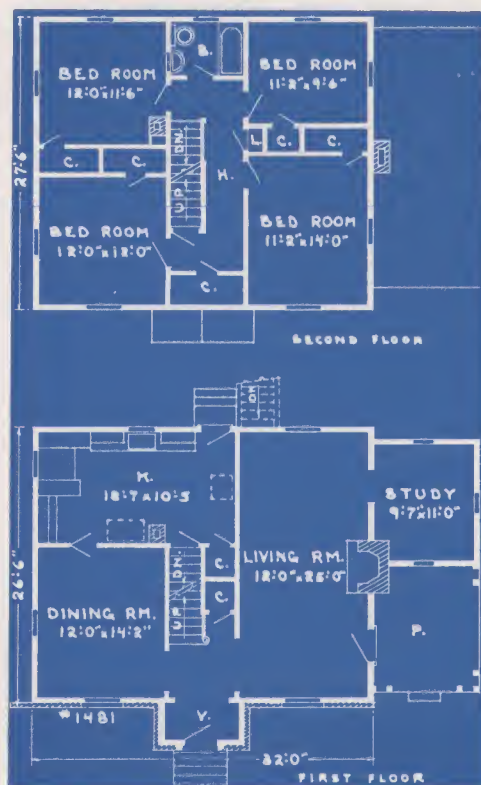 B.
BED ROOM
12'-0"x11'-6"
BED ROOM
11'-2"x9'-6"
C.
C.
L.
C.
C.
UP.
DN.
H.
27'-6"
BED ROOM
12'-0"x12'-0"
BED ROOM
11'-2"x14'-0"
C.
SECOND FLOOR
DN
K.
18'-7"x10'-5"
STUDY
9'-7"x11'-0"
C.
LIVING RM.
12'-0"x25'-0"
UP.
DN.
C.
DINING RM.
12'-0"x14'-2"
P.
26'-6"
#1481
V.
32'-0"
FIRST FLOOR